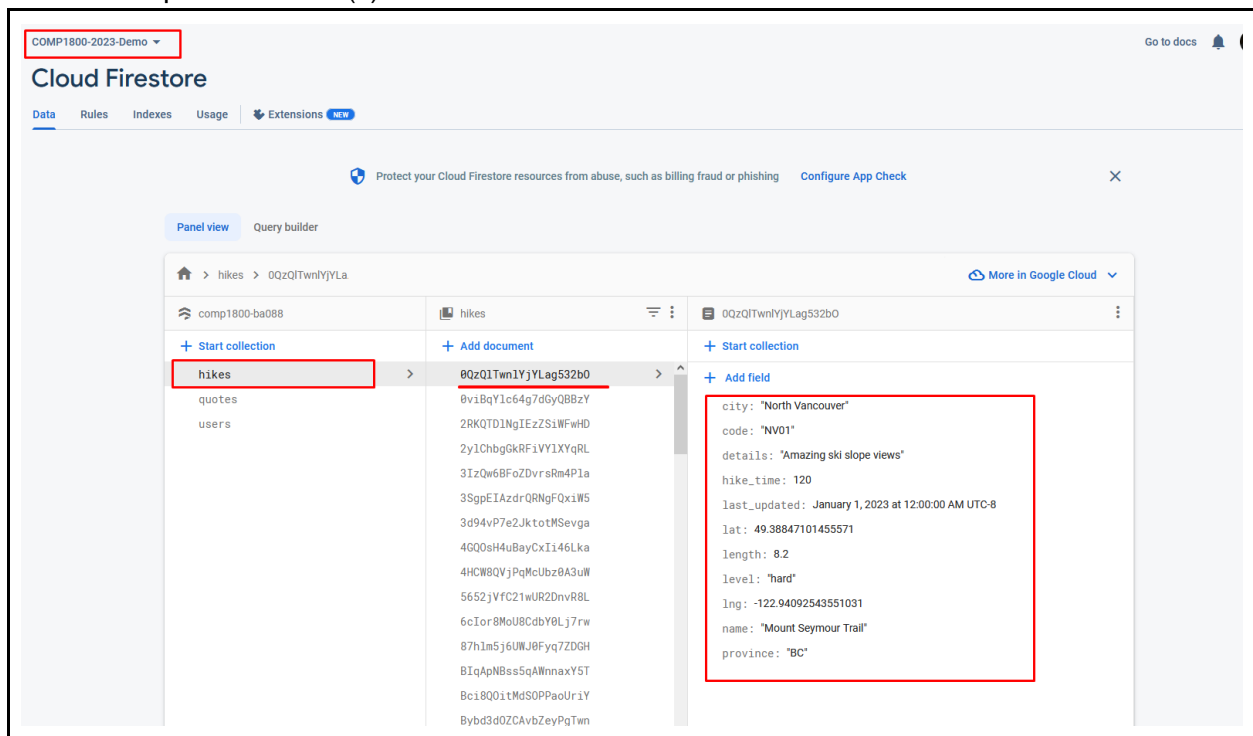 COMP1800-2023-Demo
Go to docs
Cloud Firestore
Data Rules Indexes Usage Extensions NEW
Protect your Cloud Firestore resources from abuse, such as billing fraud or phishing Configure App Check
Panel view Query builder
hikes > 0QzQlTwnlYjYLa
More in Google Cloud
comp1800-ba088
hikes
0QzQlTwnlYjYLag532bO
+ Start collection
+ Add document
+ Start collection
hikes
quotes
users
0QzQlTwnlYjYLag532bO
0viBqYlc64g7dGyQBBzY
2RKQTDlNgIEzZSiWFwHD
2ylChbgGkRFiVYlXYqRL
3IzQw6BFoZDvrsRm4Pla
3SgpEIAzdrQRNgFQxiW5
3d94vP7e2JktotMSevga
4GQOsH4uBayCxIi46Lka
4HCW8QVjPqMcUbz0A3uW
5652jVfC21wUR2DnvR8L
6cIor8MoU8CdbY0Lj7rw
87hlm5j6UWJ0Fyq7ZDGH
BIqApNBss5qAWnnaxY5T
Bci8QOitMdSOPPaoUriY
Bybd3dOZCAvbZeyPgTwn
+ Add field
city: "North Vancouver"
code: "NV01"
details: "Amazing ski slope views"
hike_time: 120
last_updated: January 1, 2023 at 12:00:00 AM UTC-8
lat: 49.38847101455571
length: 8.2
level: "hard"
lng: -122.94092543551031
name: "Mount Seymour Trail"
province: "BC"